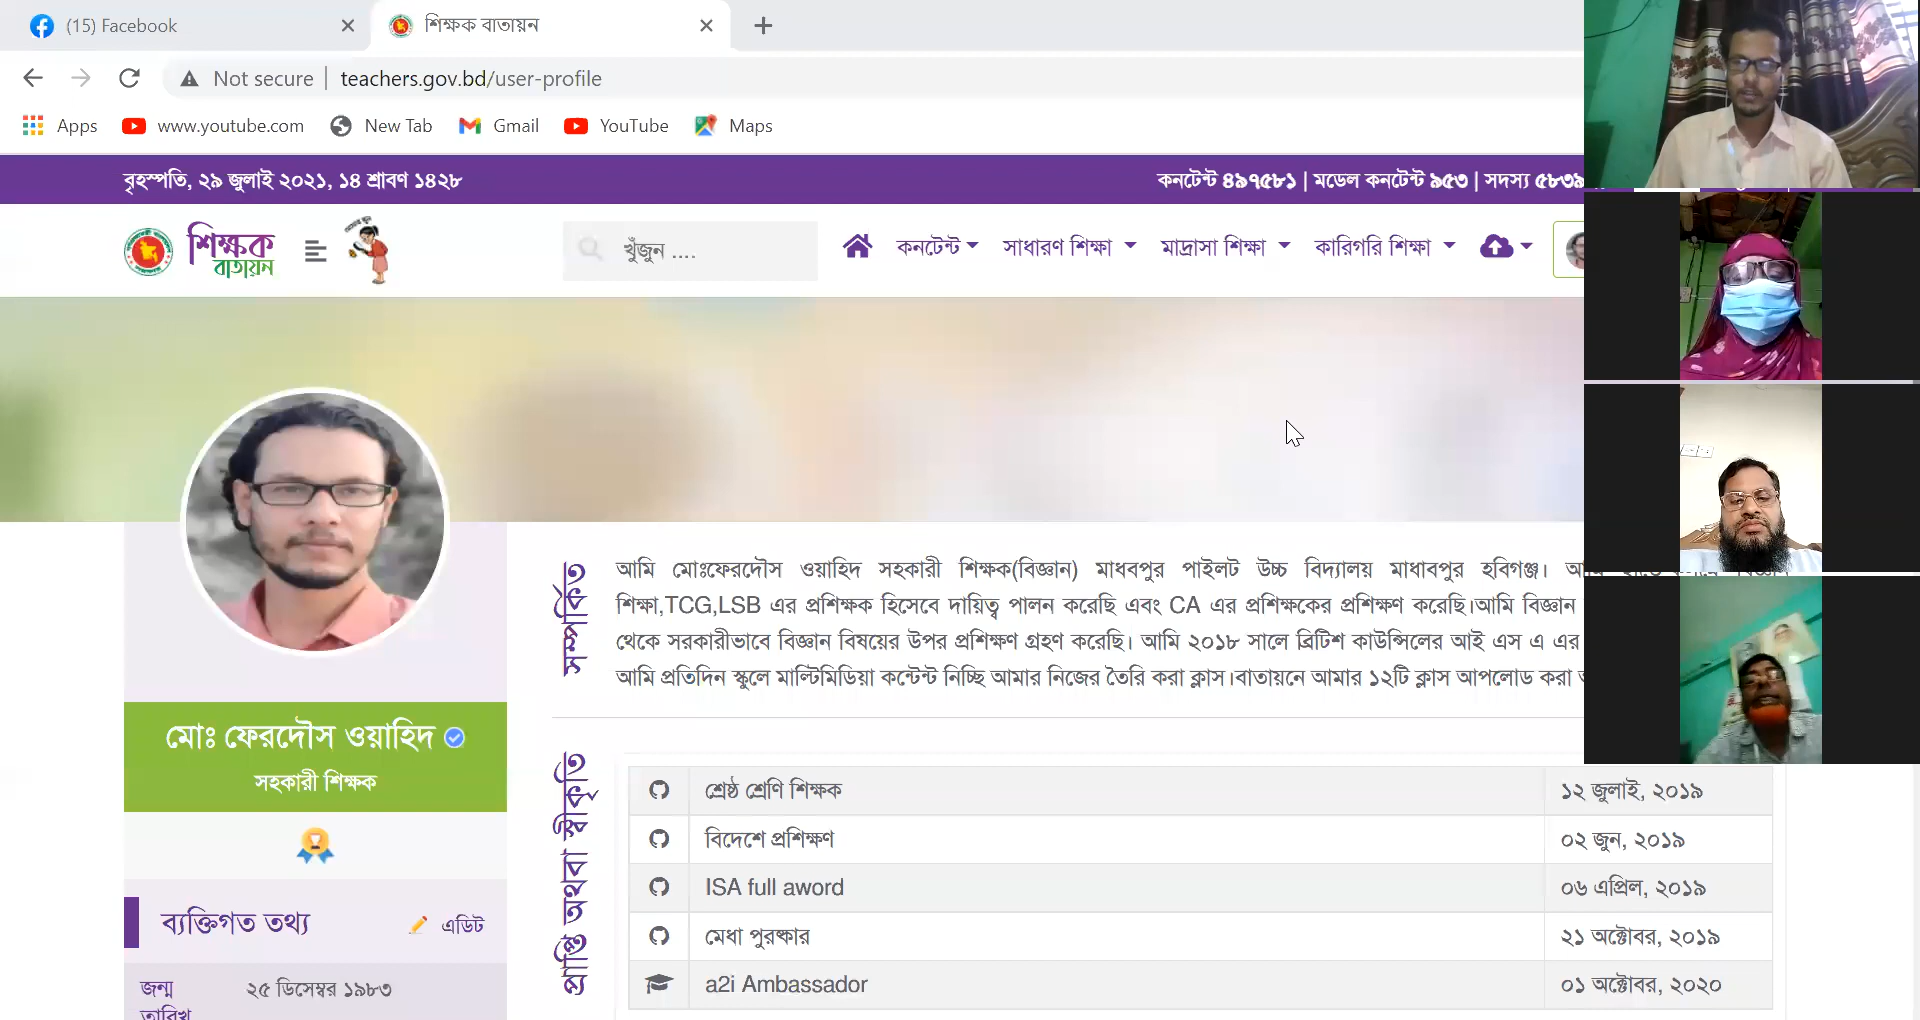 (15) Facebook
শিক্ষক বাতায়ন
Not secure
teachers.gov.bd/user-profile
Apps
www.youtube.com
New Tab
Gmail
YouTube
Maps
বৃহস্পতি, ২৯ জুলাই ২০২১, ১৪ শ্রাবণ ১৪২৮
কনটেন্ট ৪৯৭৫৮১ | মডেল কনটেন্ট ৯৫৩ | সদস্য ৫৮৩৯
শিক্ষক
বাতায়ন
খুঁজুন ....
কনটেন্ট
সাধারণ শিক্ষা
মাদ্রাসা শিক্ষা
কারিগরি শিক্ষা
সম্পর্কিত
আমি মোঃফেরদৌস ওয়াহিদ সহকারী শিক্ষক(বিজ্ঞান) মাধবপুর পাইলট উচ্চ বিদ্যালয় মাধাবপুর হবিগঞ্জ।
শিক্ষা,TCG,LSB এর প্রশিক্ষক হিসেবে দায়িত্ব পালন করেছি এবং CA এর প্রশিক্ষকের প্রশিক্ষণ করেছি।আমি বিজ্ঞান
থেকে সরকারীভাবে বিজ্ঞান বিষয়ের উপর প্রশিক্ষণ গ্রহণ করেছি। আমি ২০১৮ সালে ব্রিটিশ কাউন্সিলের আই এস এ এর
আমি প্রতিদিন স্কুলে মাল্টিমিডিয়া কন্টেন্ট নিচ্ছি আমার নিজের তৈরি করা ক্লাস।বাতায়নে আমার ১২টি ক্লাস আপলোড করা
মোঃ ফেরদৌস ওয়াহিদ
সহকারী শিক্ষক
প্রাপ্তি অথবা স্বীকৃতি
শ্রেষ্ঠ শ্রেণি শিক্ষক ১২ জুলাই, ২০১৯
বিদেশে প্রশিক্ষণ ০২ জুন, ২০১৯
ISA full aword ০৬ এপ্রিল, ২০১৯
মেধা পুরষ্কার ২১ অক্টোবর, ২০১৯
a2i Ambassador ০১ অক্টোবর, ২০২০
ব্যক্তিগত তথ্য
এডিট
জন্ম ২৫ ডিসেম্বর ১৯৮৩
তারিখ